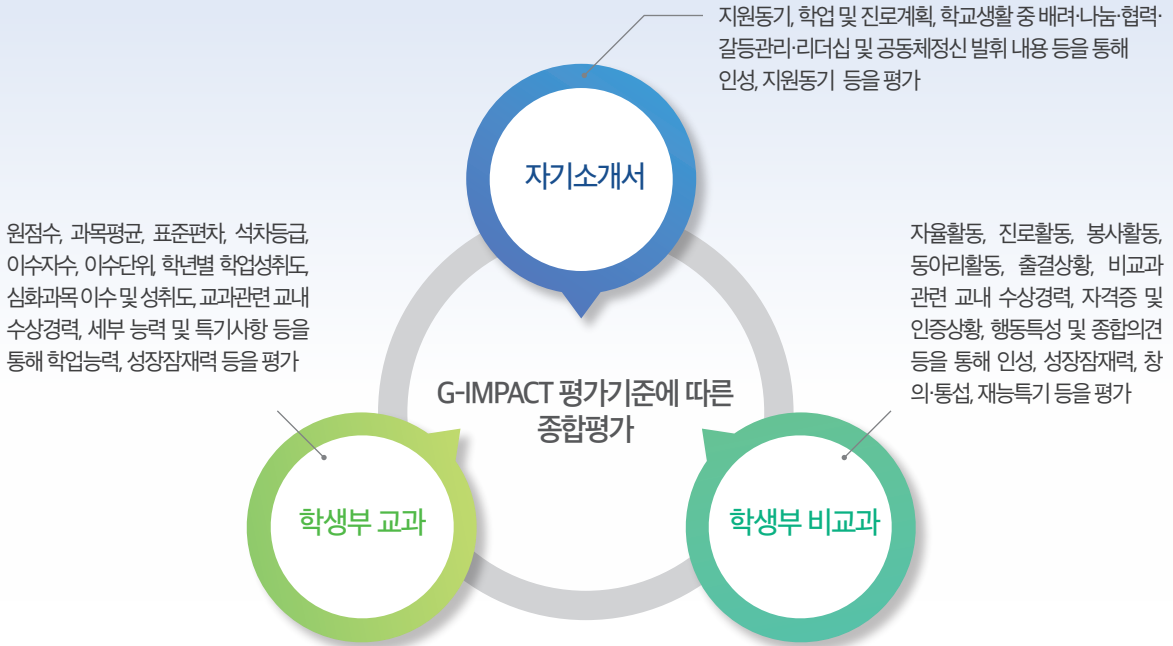 지원동기, 학업 및 진로계획, 학교생활 중 배려·나눔·협력·
갈등관리·리더십 및 공동체정신 발휘 내용 등을 통해
인성, 지원동기 등을 평가
자기소개서
원점수, 과목평균, 표준편차, 석차등급,
이수자수, 이수단위, 학년별 학업성취도,
심화과목 이수 및 성취도, 교과관련 교내
수상경력, 세부 능력 및 특기사항 등을
통해 학업능력, 성장잠재력 등을 평가
자율활동, 진로활동, 봉사활동,
동아리활동, 출결상황, 비교과
관련 교내 수상경력, 자격증 및
인증상황, 행동특성 및 종합의견
등을 통해 인성, 성장잠재력, 창
의·통섭, 재능특기 등을 평가
G-IMPACT 평가기준에 따른
종합평가
학생부 교과
학생부 비교과